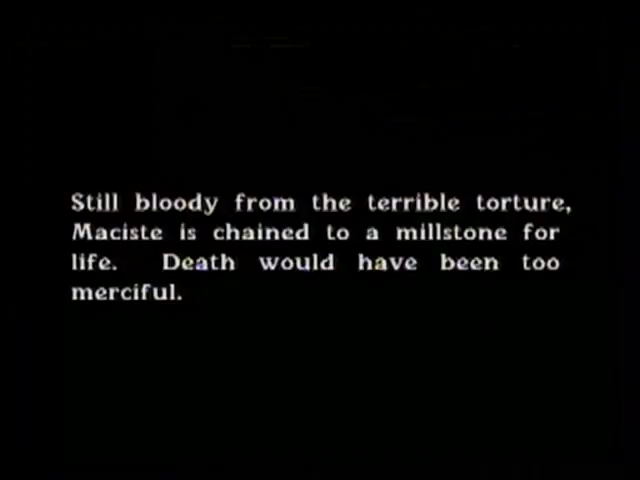 Still bloody from the terrible torture,
Maciste is chained to a millstone for
life. Death would have been too
merciful.